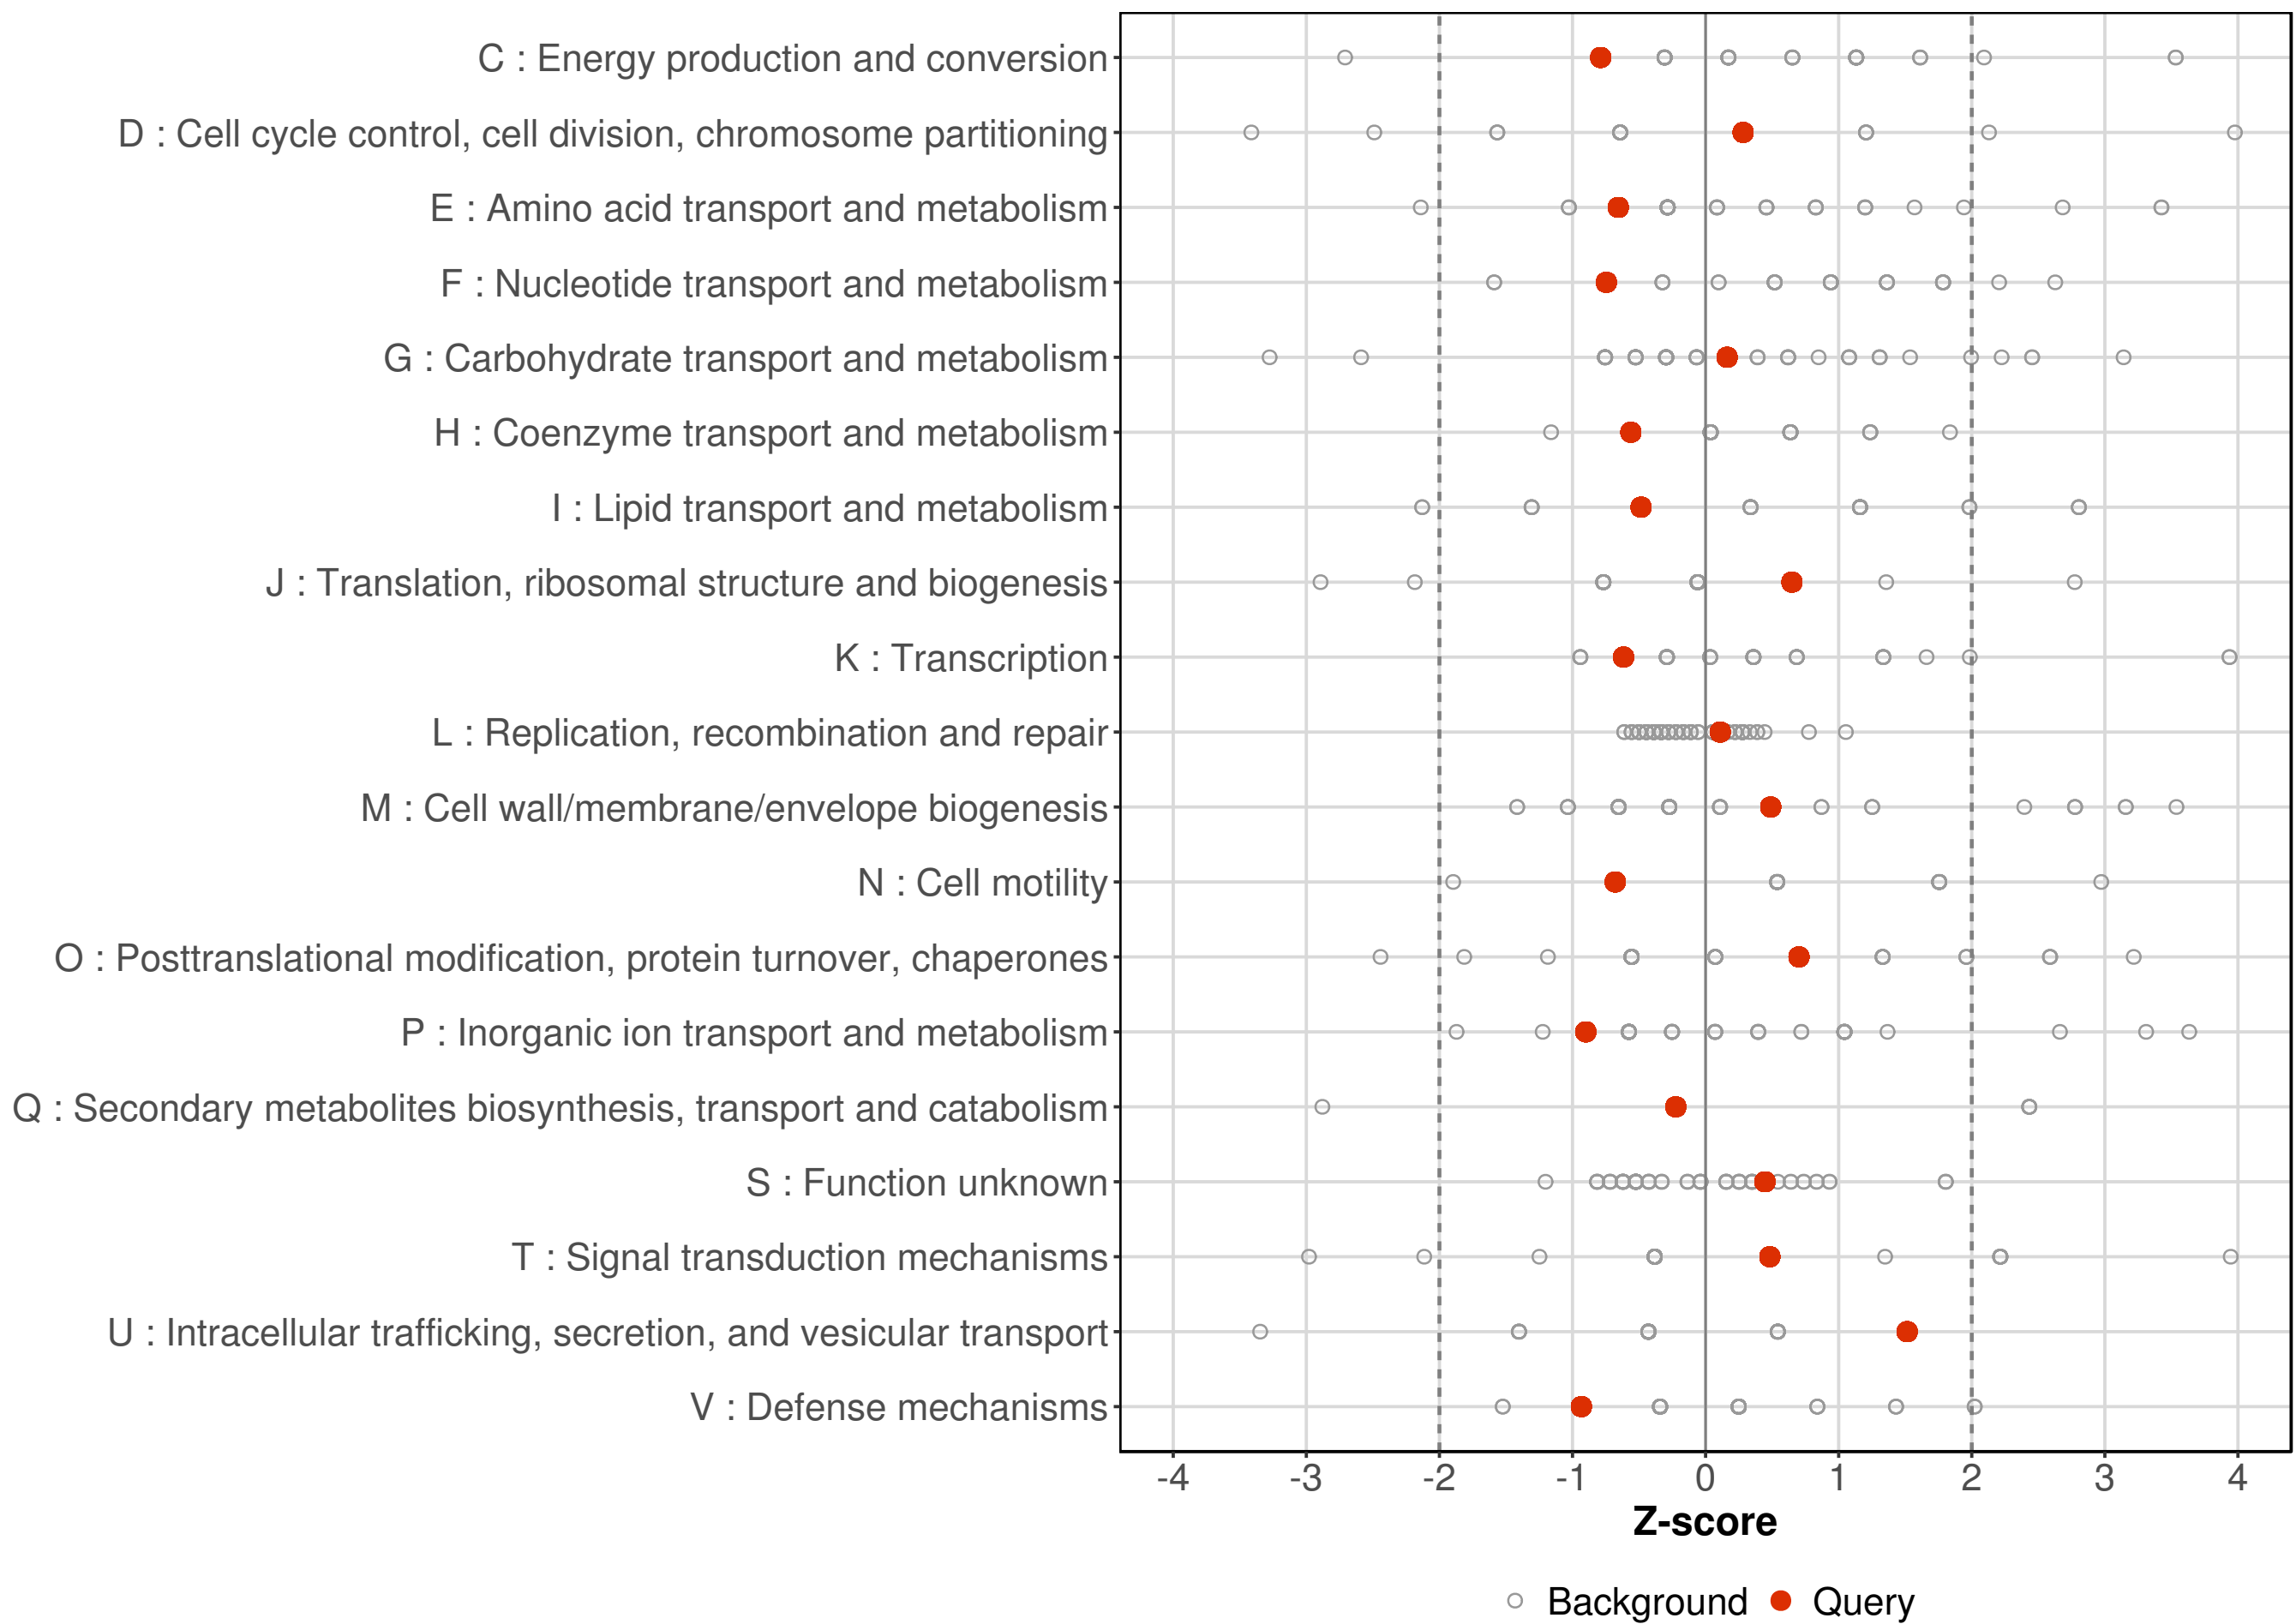 C : Energy production and conversion
D : Cell cycle control, cell division, chromosome partitioning
E : Amino acid transport and metabolism
F : Nucleotide transport and metabolism
G : Carbohydrate transport and metabolism
H : Coenzyme transport and metabolism
I : Lipid transport and metabolism
J : Translation, ribosomal structure and biogenesis
K : Transcription
L : Replication, recombination and repair
M : Cell wall/membrane/envelope biogenesis
N : Cell motility
O : Posttranslational modification, protein turnover, chaperones
P : Inorganic ion transport and metabolism
Q : Secondary metabolites biosynthesis, transport and catabolism
S : Function unknown
T : Signal transduction mechanisms
U : Intracellular trafficking, secretion, and vesicular transport
V : Defense mechanisms
-4 -3 -2 -1 0 1 2 3 4
Z-score
Background Query